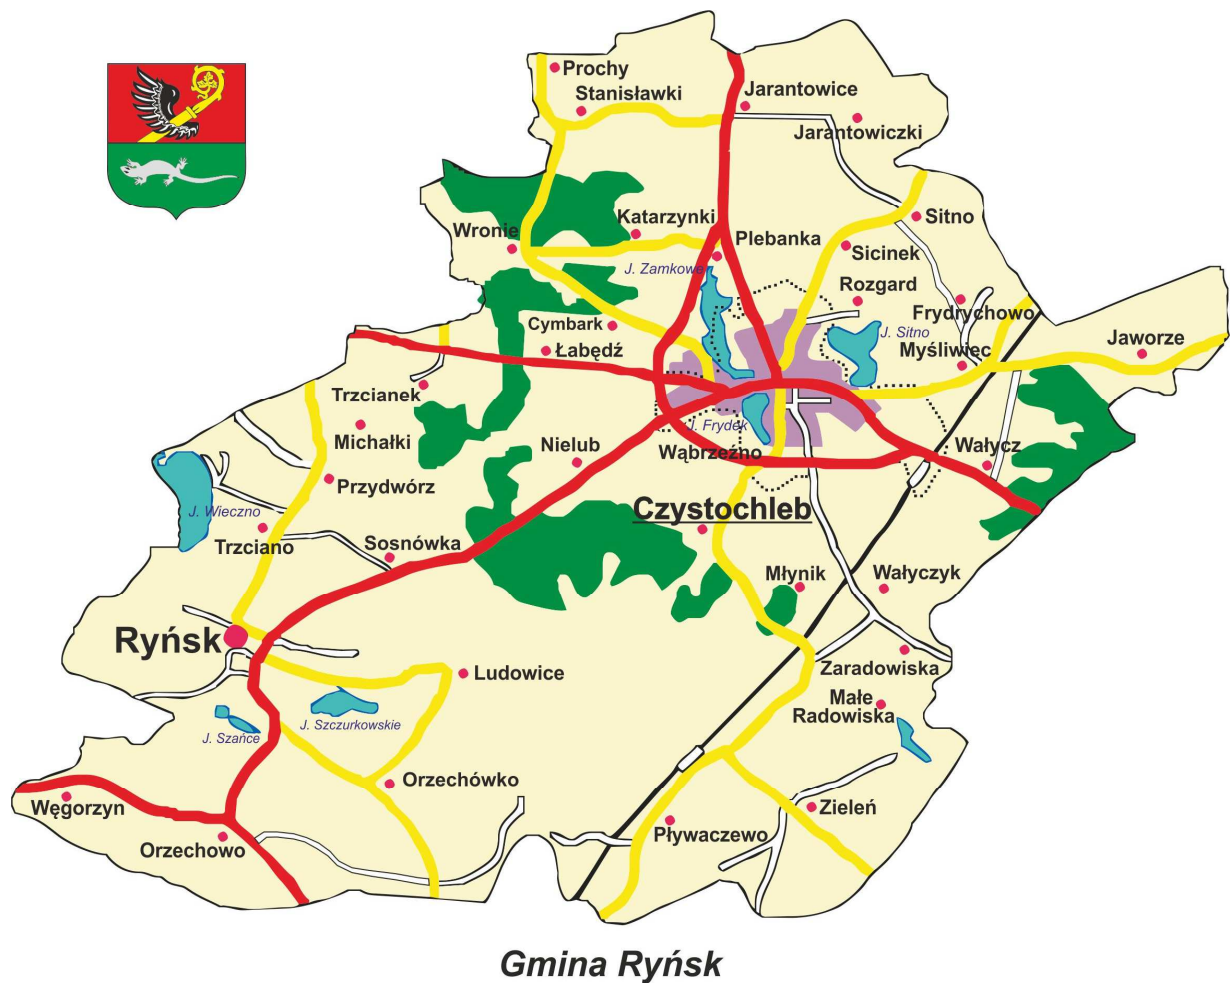 Prochy
Stanisławki
Jarantowice
Jarantowiczki
Katarzynki
Wronie
Plebanka
Sitno
Sicinek
J. Zamkowe
Rozgard
Frydrychowo
Cymbark
J. Sitno
Łabędź
Myśliwiec
Jaworze
Trzcianek
Michałki
J. Frydek
Nielub
Wąbrzeźno
Wałycz
Przydwórz
J. Wieczno
Czystochleb
Trzciano
Sosnówka
Młynik
Wałyczyk
Ryńsk
Ludowice
Zaradowiska
Małe
Radowiska
J. Szczurkowskie
J. Szańce
Orzechówko
Węgorzyn
Zieleń
Pływaczewo
Orzechowo
Gmina Ryńsk